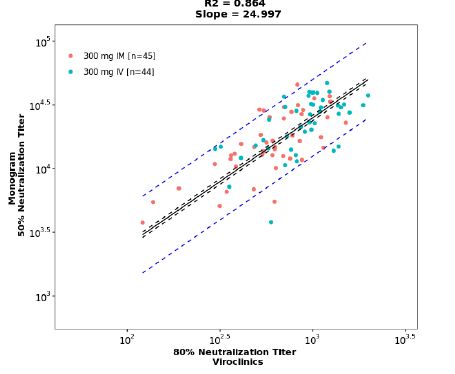 R2 = 0.864
Slope = 24.997
300 mg IM [n=45]
300 mg IV [n=44]
10^5
10^4.5
10^4
10^3.5
10^3
Monogram
50% Neutralization Titer
10^2
10^2.5
10^3
10^3.5
80% Neutralization Titer
Viroclinics